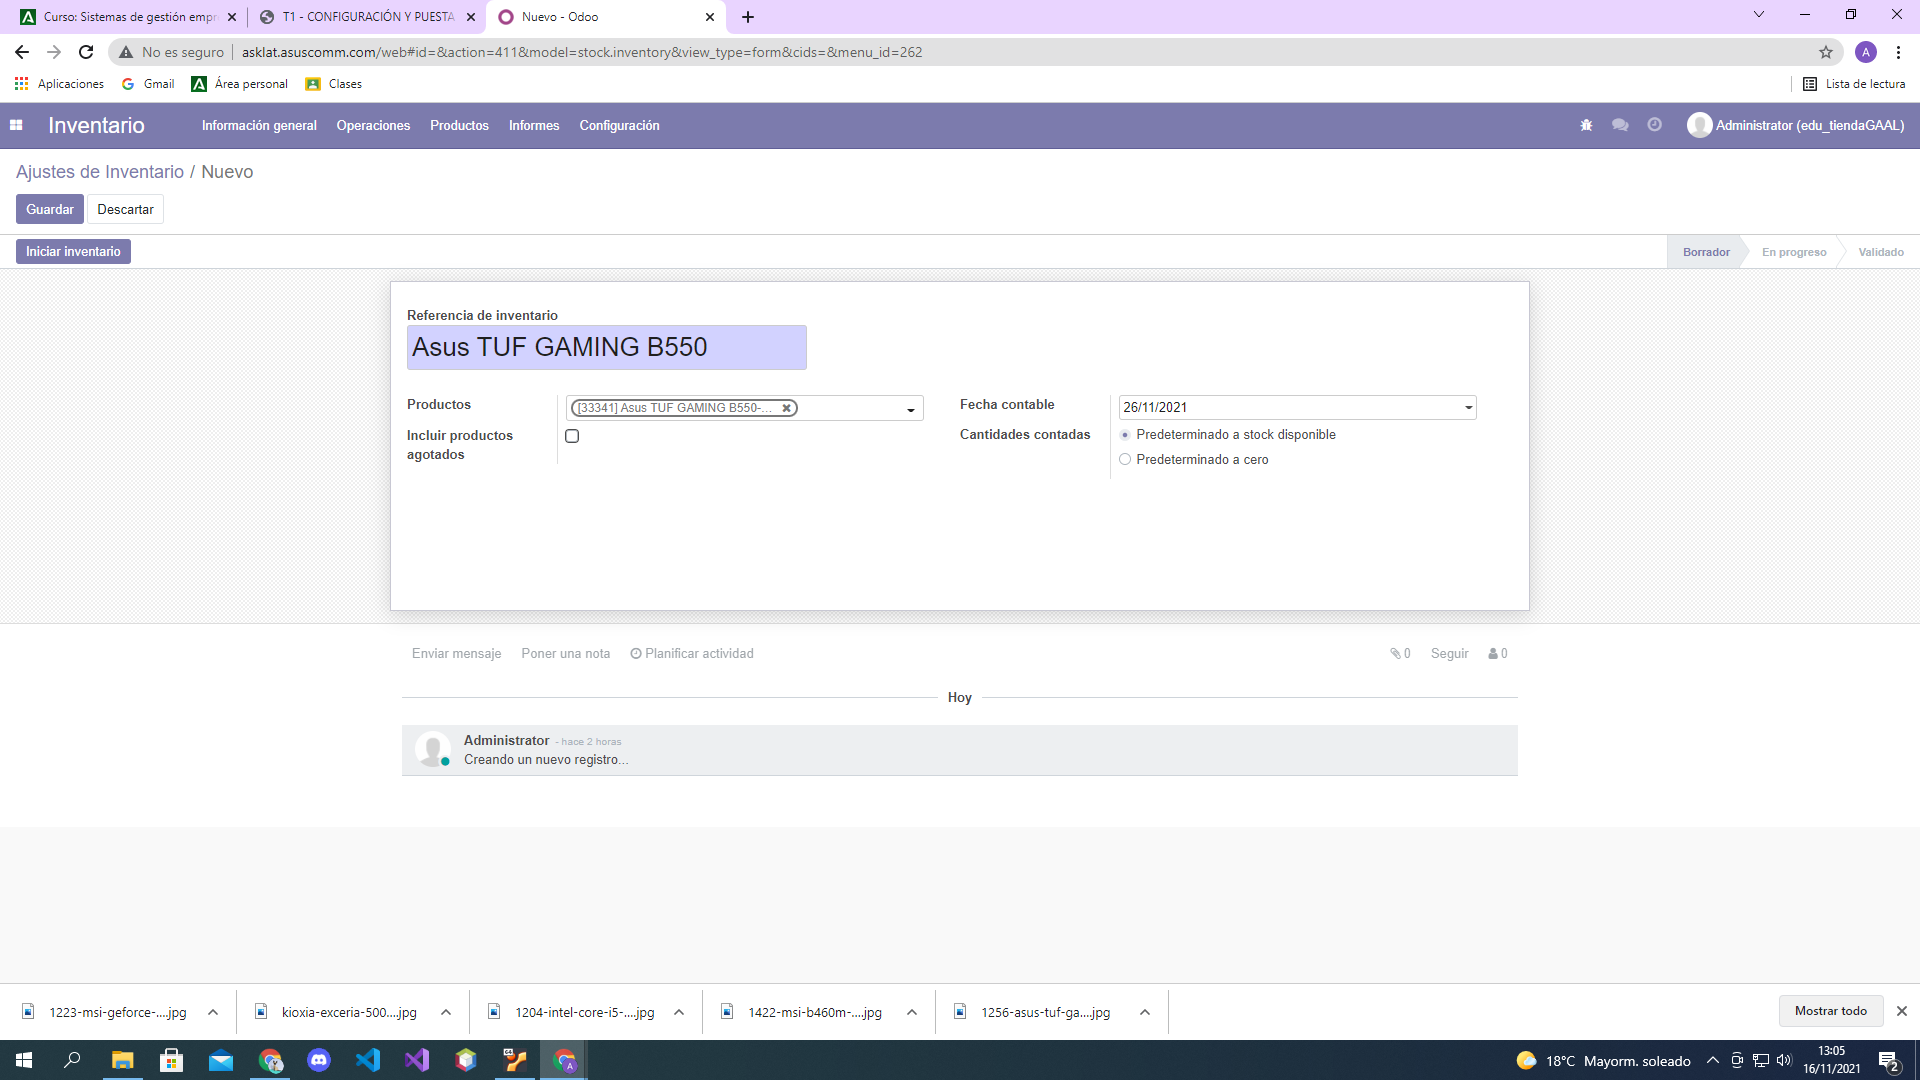 Curso: Sistemas de gestión empr
T1 - CONFIGURACIÓN Y PUESTA
Nuevo - Odoo
No es seguro
asklat.asuscomm.com/web#id=&action=411&model=stock.inventory&view_type=form&cids=&menu_id=262
A
Aplicaciones
Gmail
Área personal
Clases
Lista de lectura
Inventario
Información general
Operaciones
Productos
Informes
Configuración
Administrator (edu_tiendaGAAL)
Ajustes de Inventario / Nuevo
Guardar
Descartar
Iniciar inventario
Borrador
En progreso
Validado
Referencia de inventario
Asus TUF GAMING B550
Productos
[33341] Asus TUF GAMING B550-...
Fecha contable
26/11/2021
Incluir productos
agotados
Cantidades contadas
Predeterminado a stock disponible
Predeterminado a cero
Enviar mensaje
Poner una nota
Planificar actividad
0
Seguir
0
Hoy
Administrator - hace 2 horas
Creando un nuevo registro...
1223-msi-geforce-....jpg
kioxia-exceria-500....jpg
1204-intel-core-i5-....jpg
1422-msi-b460m-....jpg
1256-asus-tuf-ga....jpg
Mostrar todo
18°C Mayorm. soleado
13:05
16/11/2021
2